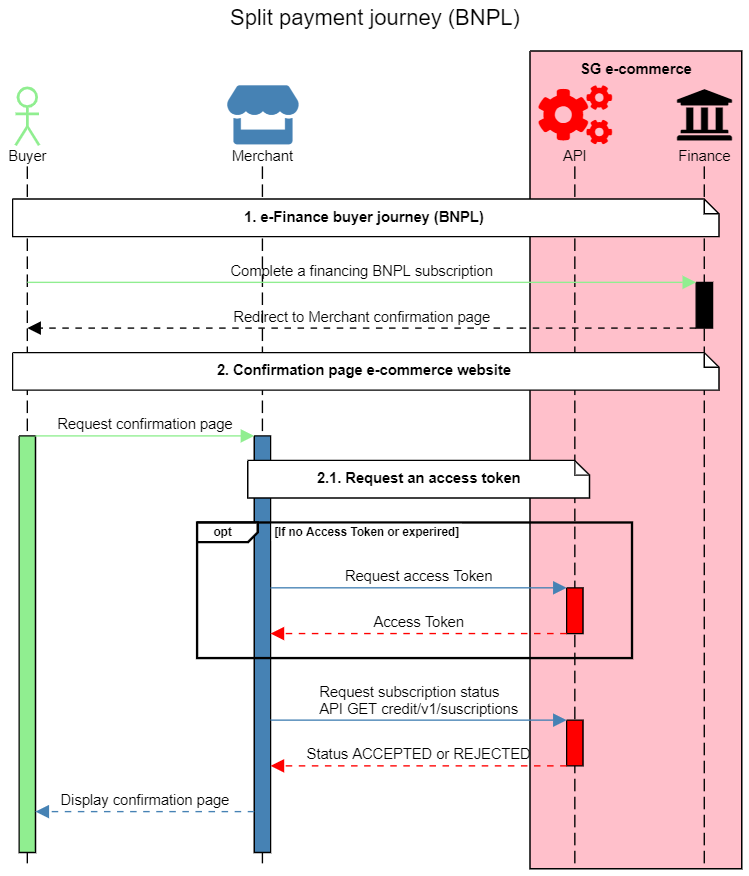 Split payment journey (BNPL)
SG e-commerce
Buyer
Merchant
API
Finance
1. e-Finance buyer journey (BNPL)
Complete a financing BNPL subscription
Redirect to Merchant confirmation page
2. Confirmation page e-commerce website
Request confirmation page
2.1. Request an access token
opt
[If no Access Token or experired]
Request access Token
Access Token
Request subscription status
API GET credit/v1/suscriptions
Status ACCEPTED or REJECTED
Display confirmation page